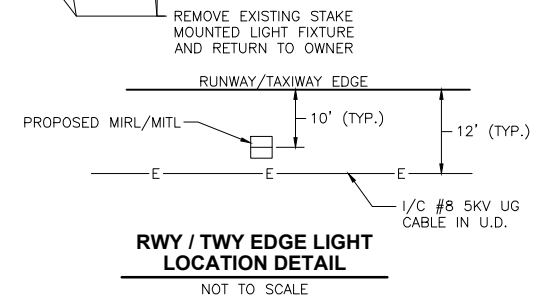 REMOVE EXISTING STAKE
MOUNTED LIGHT FIXTURE
AND RETURN TO OWNER
RUNWAY/TAXIWAY EDGE
PROPOSED MIRL/MITL
10' (TYP.)
12' (TYP.)
E E E
I/C #8 5KV UG
CABLE IN U.D.
RWY / TWY EDGE LIGHT
LOCATION DETAIL
NOT TO SCALE